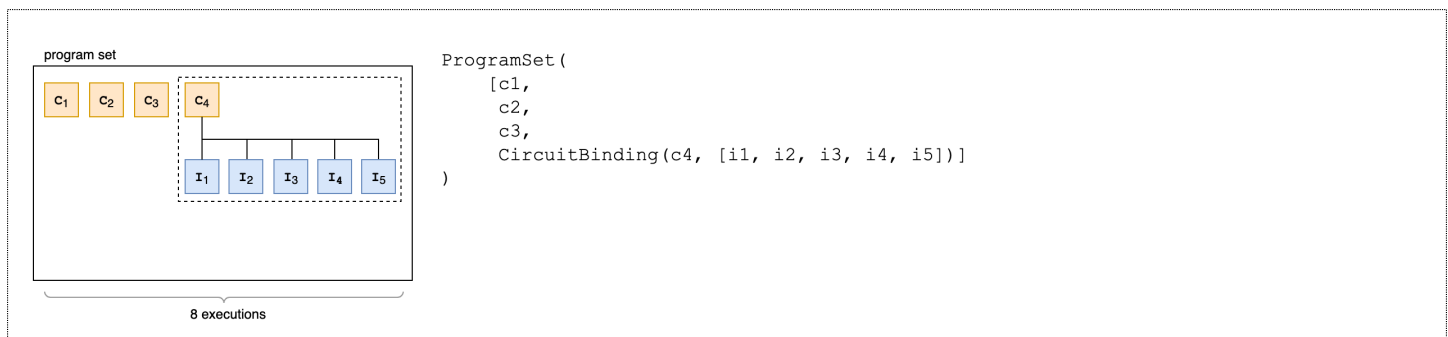 program set
C1 C2 C3 C4
I1 I2 I3 I4 I5
8 executions
ProgramSet(
    [c1,
     c2,
     c3,
     CircuitBinding(c4, [i1, i2, i3, i4, i5])]
)